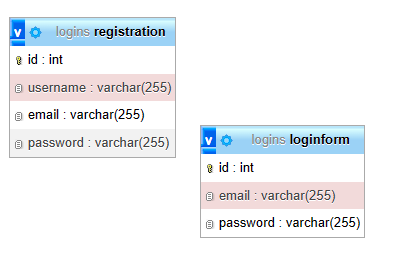 v logins registration
id : int
username : varchar(255)
email : varchar(255)
password : varchar(255)
v logins loginform
id : int
email : varchar(255)
password : varchar(255)